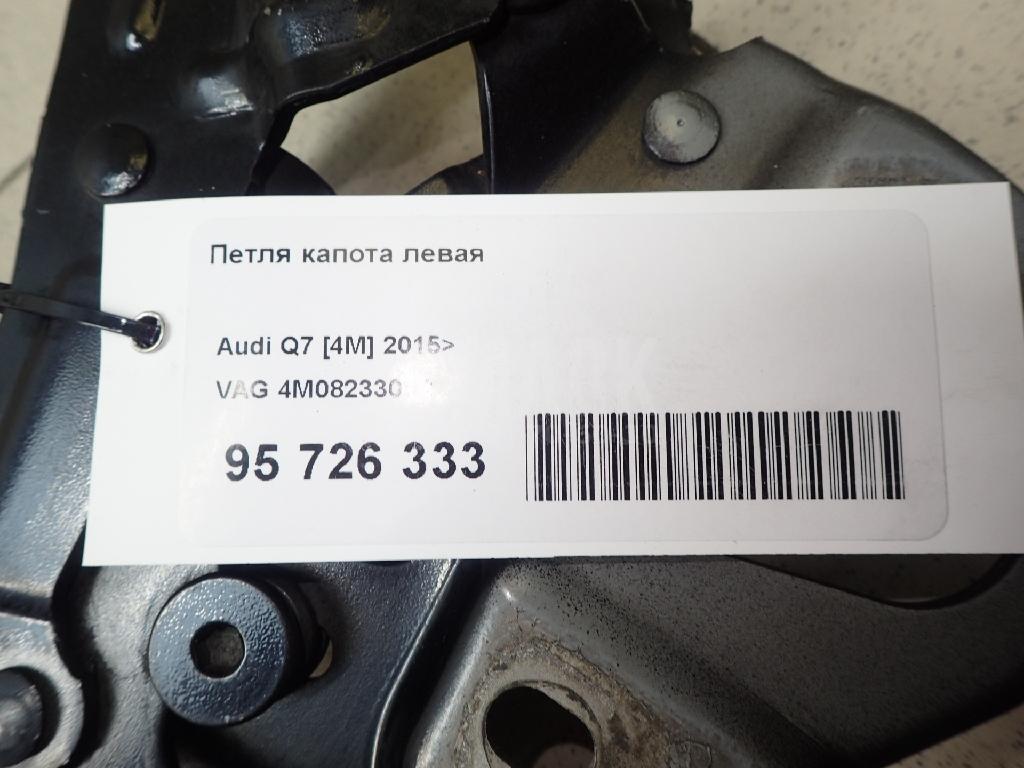 Петля капота левая
Audi Q7 [4M] 2015>
VAG 4M082330
95 726 333